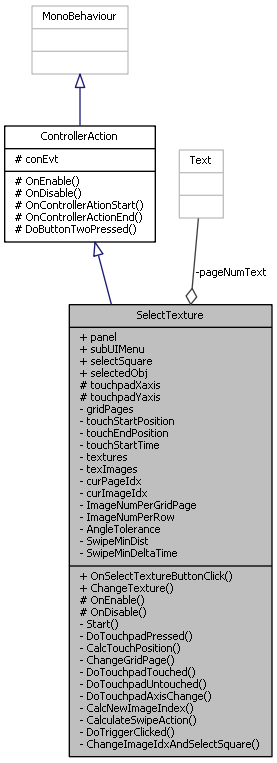 MonoBehaviour
ControllerAction
# conEvt
# OnEnable()
# OnDisable()
# OnControllerAtionStart()
# OnControllerActionEnd()
# DoButtonTwoPressed()
Text
-pageNumText
SelectTexture
+ panel
+ subUIMenu
+ selectSquare
+ selectedObj
# touchpadXaxis
# touchpadYaxis
- gridPages
- touchStartPosition
- touchEndPosition
- touchStartTime
- textures
- texImages
- curPageIdx
- curImageIdx
- ImageNumPerGridPage
- ImageNumPerRow
- AngleTolerance
- SwipeMinDist
- SwipeMinDeltaTime
+ OnSelectTextureButtonClick()
+ ChangeTexture()
# OnEnable()
# OnDisable()
- Start()
- DoTouchpadPressed()
- CalcTouchPosition()
- ChangeGridPage()
- DoTouchpadTouched()
- DoTouchpadUntouched()
- DoTouchpadAxisChange()
- CalcNewImageIndex()
- CalculateSwipeAction()
- DoTriggerClicked()
- ChangeImageIdxAndSelectSquare()